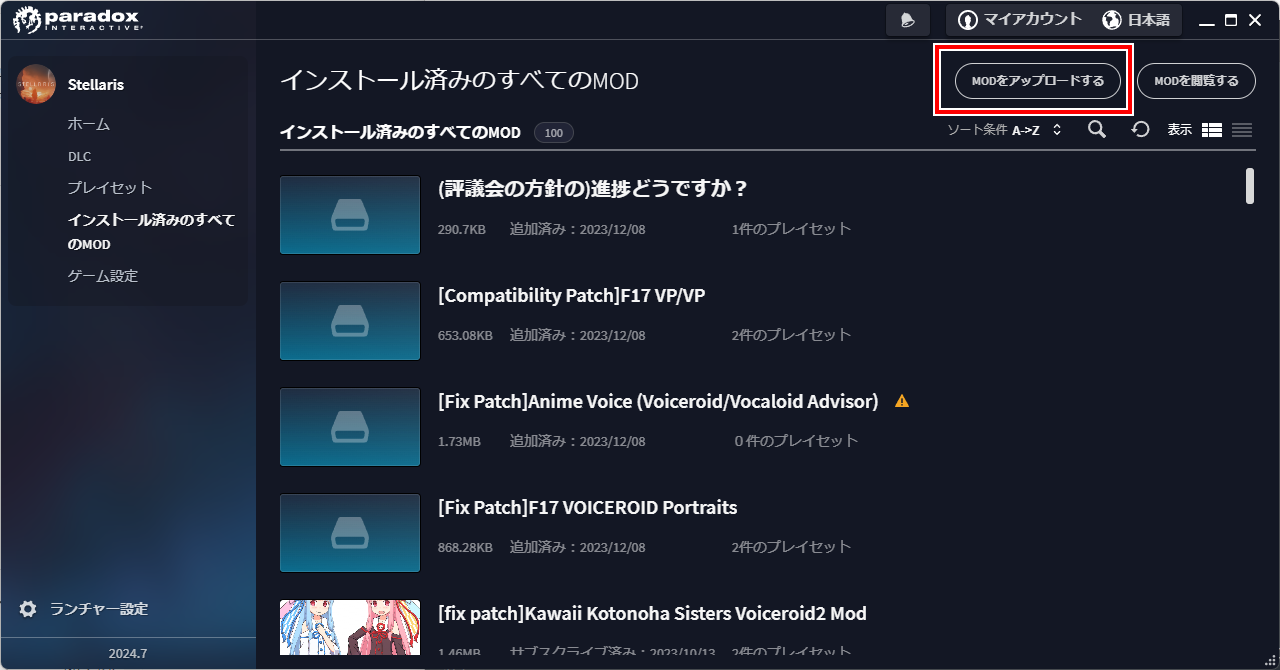 paradox
INTERACTIVE
マイアカウント
日本語
STELLARIS
Stellaris
ホーム
DLC
プレイセット
インストール済みのすべて
のMOD
ゲーム設定
ランチャー設定
2024.7
インストール済みのすべてのMOD
MODをアップロードする
MODを閲覧する
インストール済みのすべてのMOD 100
ソート条件 A->Z
表示
(評議会の方針の)進捗どうですか？
290.7KB 追加済み：2023/12/08 1件のプレイセット
[Compatibility Patch]F17 VP/VP
653.08KB 追加済み：2023/12/08 2件のプレイセット
[Fix Patch]Anime Voice (Voiceroid/Vocaloid Advisor)
1.73MB 追加済み：2023/12/08 0 件のプレイセット
[Fix Patch]F17 VOICEROID Portraits
868.28KB 追加済み：2023/12/08 2件のプレイセット
[fix patch]Kawaii Kotonoha Sisters Voiceroid2 Mod
1.46MB サブスクライブ済み：2023/10/13 2件のプレイセット